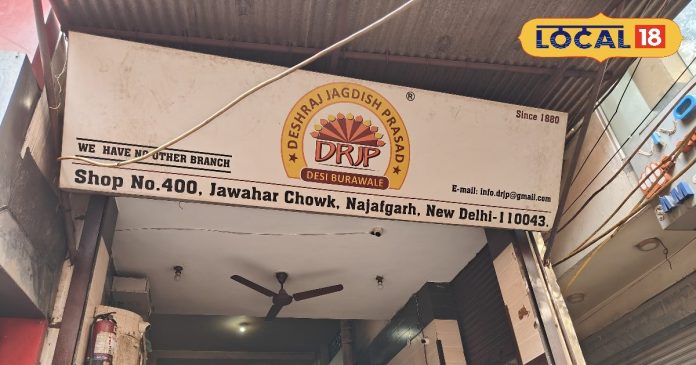 LOCAL 18
Since 1880
DESHRAJ JAGDISH PRASAD
®
DRJP
DESI BURAWALE
WE HAVE NO OTHER BRANCH
E-mail: info.drjp@gmail.com
Shop No.400, Jawahar Chowk, Najafgarh, New Delhi-110043.